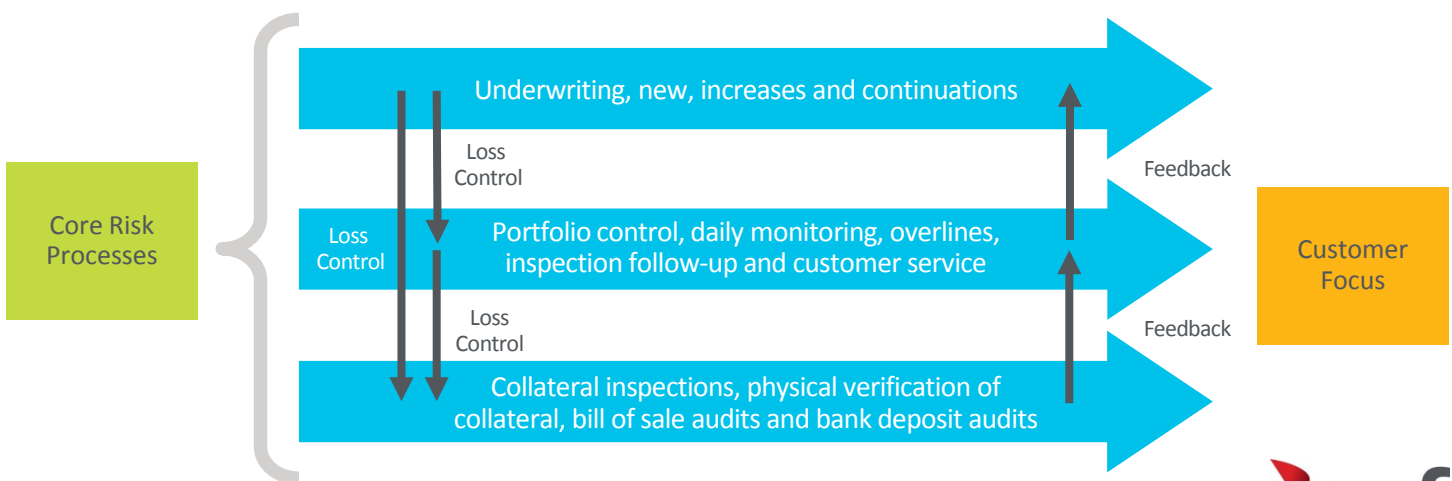 Underwriting, new, increases and continuations
Loss
Control
Feedback
Core Risk
Processes
Loss
Control
Portfolio control, daily monitoring, overlines,
inspection follow-up and customer service
Customer
Focus
Loss
Control
Feedback
Collateral inspections, physical verification of
collateral, bill of sale audits and bank deposit audits